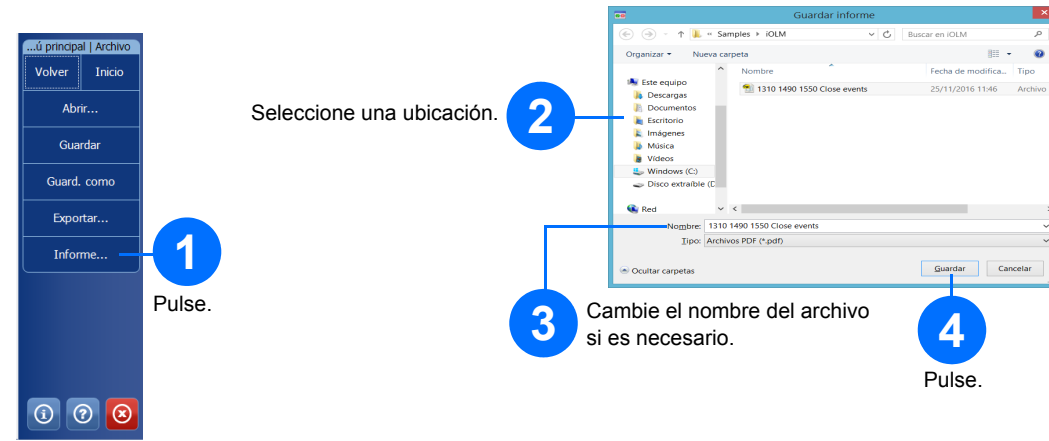 ...ú principal | Archivo
Volver Inicio
Abrir...
Guardar
Guard. como
Exportar...
Informe...
1
Pulse.
Seleccione una ubicación.
2
Guardar informe
« Samples ▸ iOLM
Buscar en iOLM
Organizar ▾ Nueva carpeta
Este equipo
Descargas
Documentos
Escritorio
Imágenes
Música
Vídeos
Windows (C:)
Disco extraíble (D
Red
Nombre Fecha de modifica... Tipo
1310 1490 1550 Close events 25/11/2016 11:46 Archivo
Nombre: 1310 1490 1550 Close events
Tipo: Archivos PDF (*.pdf)
Ocultar carpetas
Guardar Cancelar
3
Cambie el nombre del archivo
si es necesario.
4
Pulse.